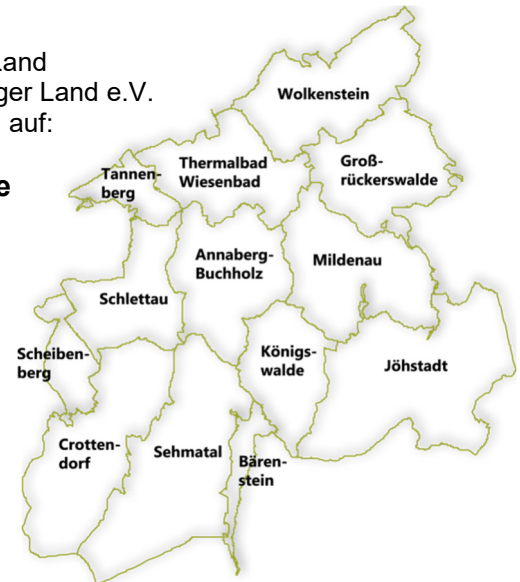 Land
ger Land e.V.
auf:
e
Wolkenstein
Groß-
rückerswalde
Thermalbad
Wiesenbad
Tannen-
berg
Annaberg-
Buchholz
Mildenau
Schlettau
Scheiben-
berg
Königs-
walde
Jöhstadt
Crotten-
dorf
Sehmatal
Bären-
stein